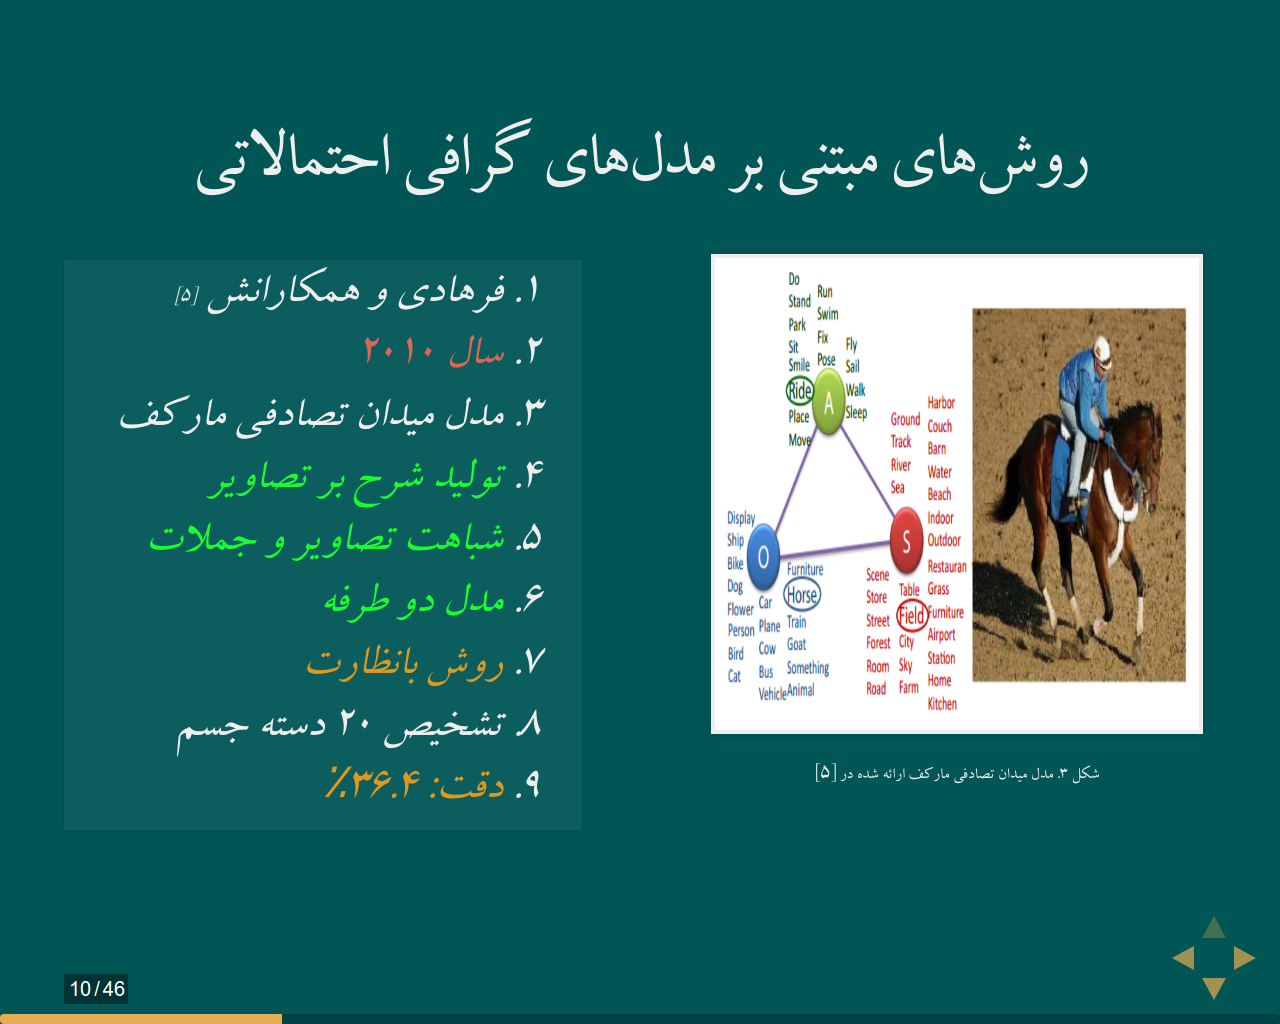 روش‌های مبتنی بر مدل‌های گرافی احتمالاتی
۱. فرهادی و همکارانش [۵]
۲. سال ۲۰۱۰
۳. مدل میدان تصادفی مارکف
۴. تولید شرح بر تصاویر
۵. شباهت تصاویر و جملات
۶. مدل دو طرفه
۷. روش بانظارت
۸. تشخیص ۲۰ دسته جسم
۹. دقت: ۳۶.۴٪
Do
Stand
Park
Sit
Smile
Ride
Place
Move
Run
Swim
Fix
Pose
Fly
Sail
Walk
Sleep
A
Ground
Track
River
Sea
Harbor
Couch
Barn
Water
Beach
Indoor
Outdoor
Restauran
Grass
Furniture
Airport
Station
Home
Kitchen
S
Scene
Store
Street
Forest
Room
Road
Table
Field
City
Sky
Farm
O
Display
Ship
Bike
Dog
Flower
Person
Bird
Cat
Car
Plane
Cow
Bus
Vehicle
Furniture
Horse
Train
Goat
Something
Animal
شکل ۳. مدل میدان تصادفی مارکف ارائه شده در [۵]
10/46